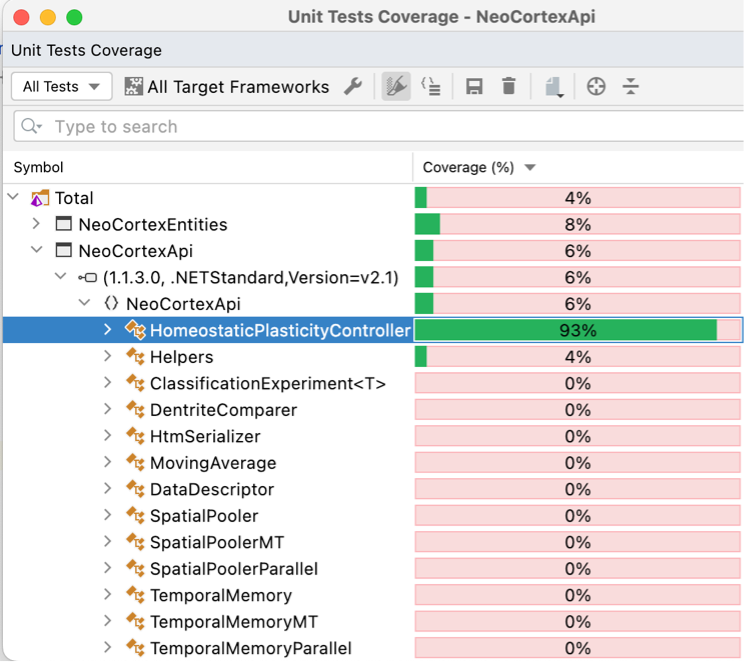 Unit Tests Coverage - NeoCortexApi
Unit Tests Coverage
All Tests All Target Frameworks
Type to search
Symbol Coverage (%)
Total 4%
NeoCortexEntities 8%
NeoCortexApi 6%
(1.1.3.0, .NETStandard,Version=v2.1) 6%
NeoCortexApi 6%
HomeostaticPlasticityController 93%
Helpers 4%
ClassificationExperiment<T> 0%
DentriteComparer 0%
HtmSerializer 0%
MovingAverage 0%
DataDescriptor 0%
SpatialPooler 0%
SpatialPoolerMT 0%
SpatialPoolerParallel 0%
TemporalMemory 0%
TemporalMemoryMT 0%
TemporalMemoryParallel 0%